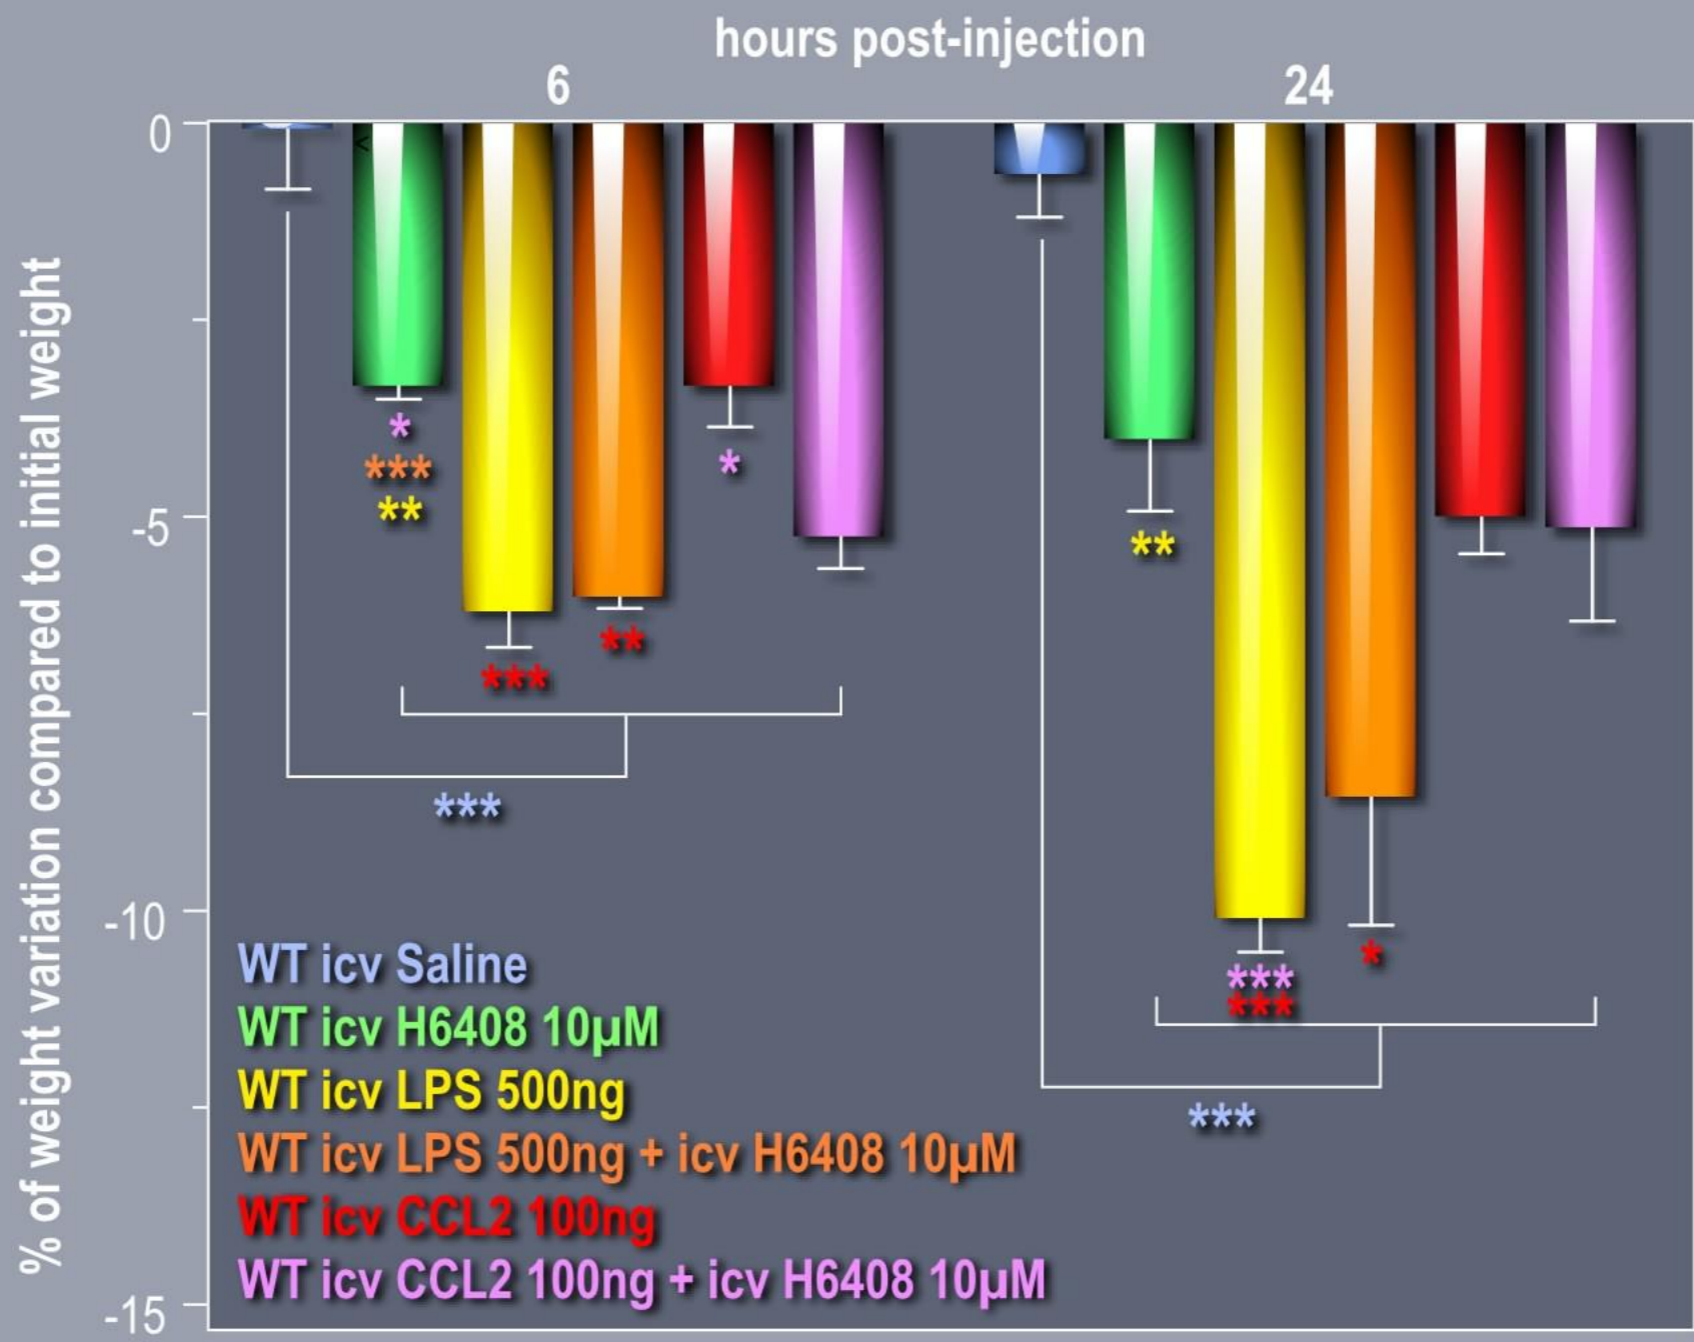 hours post-injection
6 24
% of weight variation compared to initial weight
0
-5
-10
-15
<
*
***
**
***
**
*
***
**
***
***
*
***
WT icv Saline
WT icv H6408 10µM
WT icv LPS 500ng
WT icv LPS 500ng + icv H6408 10µM
WT icv CCL2 100ng
WT icv CCL2 100ng + icv H6408 10µM